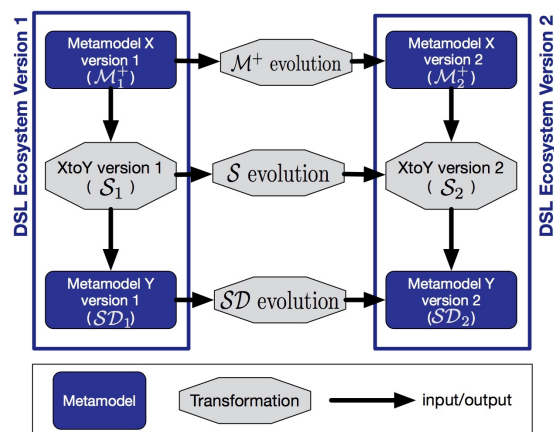 DSL Ecosystem Version 1
Metamodel X
version 1
(ℳ₁⁺)
ℳ⁺ evolution
Metamodel X
version 2
(ℳ₂⁺)
XtoY version 1
( 𝒮₁ )
𝒮 evolution
XtoY version 2
( 𝒮₂ )
Metamodel Y
version 1
(𝒮𝒟₁)
𝒮𝒟 evolution
Metamodel Y
version 2
(𝒮𝒟₂)
DSL Ecosystem Version 2
Metamodel
Transformation
input/output